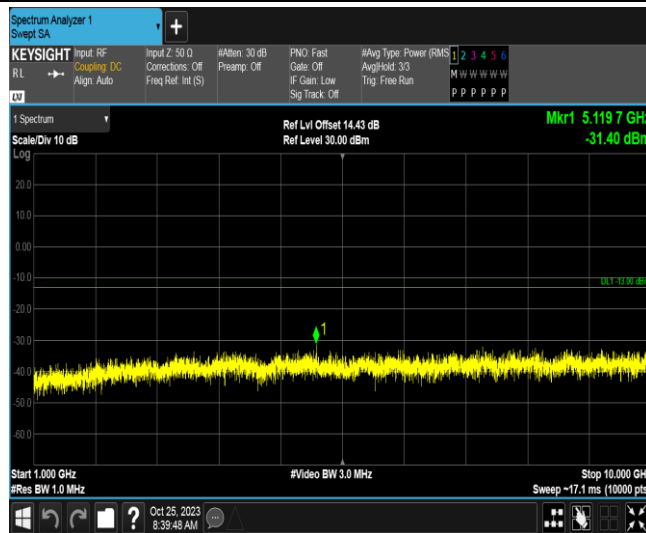 Spectrum Analyzer 1
Swept SA
+
KEYSIGHT
RL
LXI
Input: RF
Coupling: DC
Align: Auto
Input Z: 50 Ω
Corrections: Off
Freq Ref: Int (S)
#Atten: 30 dB
Preamp: Off
PNO: Fast
Gate: Off
IF Gain: Low
Sig Track: Off
#Avg Type: Power (RMS
Avg|Hold: 3/3
Trig: Free Run
1 2 3 4 5 6
M W W W W W
P P P P P P
1 Spectrum
Scale/Div 10 dB
Log
Ref Lvl Offset 14.43 dB
Ref Level 30.00 dBm
Mkr1 5.119 7 GHz
-31.40 dBm
20.0
10.0
0.00
-10.0
DL1 -13.00 dBm
-20.0
-30.0
1
-40.0
-50.0
-60.0
Start 1.000 GHz
#Res BW 1.0 MHz
#Video BW 3.0 MHz
Stop 10.000 GHz
Sweep ~17.1 ms (10000 pts
?
Oct 25, 2023
8:39:48 AM